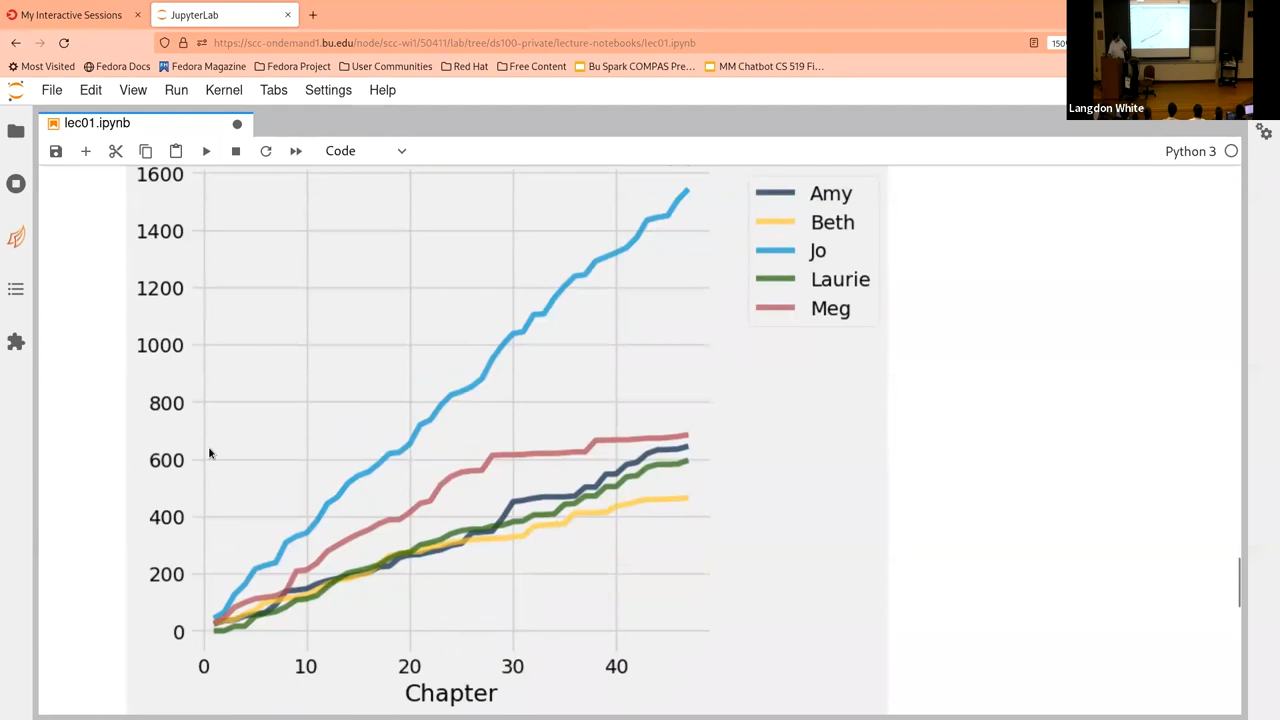 My Interactive Sessions
JupyterLab
https://scc-ondemand1.bu.edu/node/scc-wi1/50411/lab/tree/ds100-private/lecture-notebooks/lec01.ipynb
150
Most Visited
Fedora Docs
Fedora Magazine
Fedora Project
User Communities
Red Hat
Free Content
Bu Spark COMPAS Pre…
MM Chatbot CS 519 Fi…
Langdon White
File Edit View Run Kernel Tabs Settings Help
lec01.ipynb
Code
Python 3
1600
1400
1200
1000
800
600
400
200
0
0 10 20 30 40
Chapter
Amy
Beth
Jo
Laurie
Meg